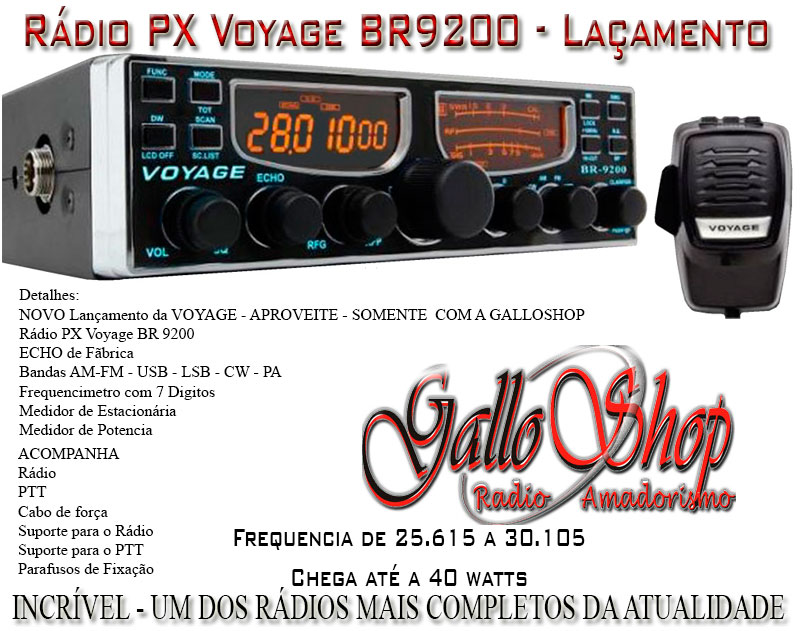 Rádio PX Voyage BR9200 - Laçamento
FUNC
MODE
TOT
SCAN
DW
LCD OFF
SC.LIST
28.01000
VOYAGE
ECHO
VOL
SQ
RFG
BR-9200
VOYAGE
Detalhes:
NOVO Lançamento da VOYAGE - APROVEITE - SOMENTE COM A GALLOSHOP
Rádio PX Voyage BR 9200
ECHO de Fãbrica
Bandas AM-FM - USB - LSB - CW - PA
Frequencimetro com 7 Digitos
Medidor de Estacionária
Medidor de Potencia
ACOMPANHA
Rádio
PTT
Cabo de força
Suporte para o Rádio
Suporte para o PTT
Parafusos de Fixação
GalloShop
Radio Amadorismo
Frequencia de 25.615 a 30.105
Chega até a 40 watts
INCRÍVEL - UM DOS RÁDIOS MAIS COMPLETOS DA ATUALIDADE